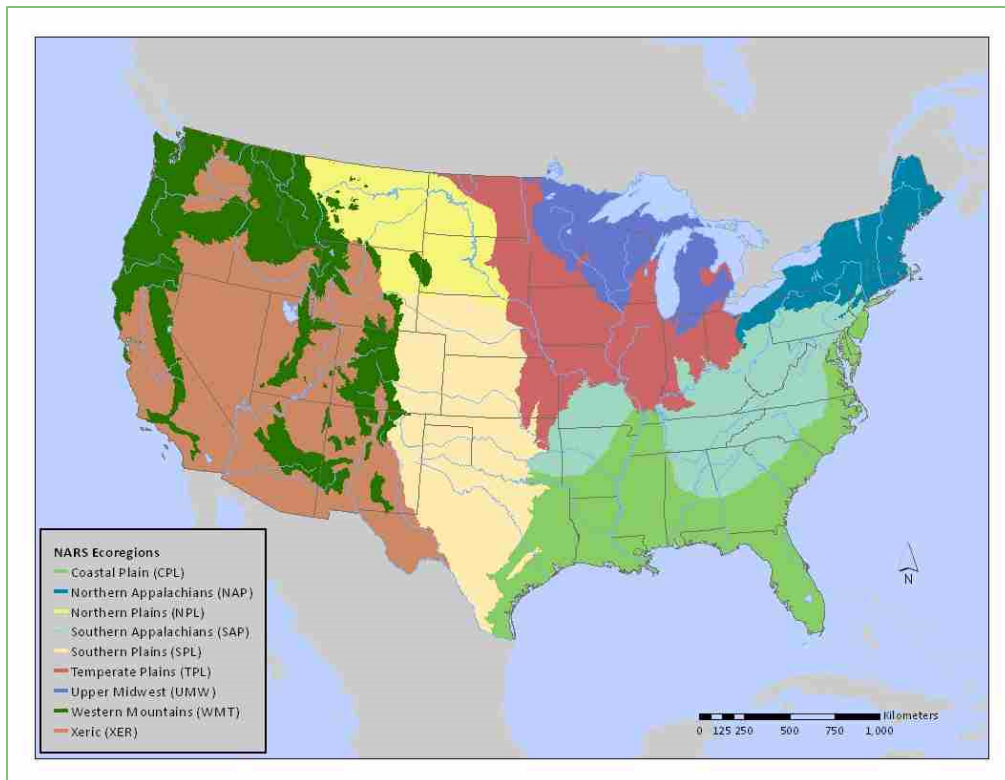 NARS Ecoregions
Coastal Plain (CPL)
Northern Appalachians (NAP)
Northern Plains (NPL)
Southern Appalachians (SAP)
Southern Plains (SPL)
Temperate Plains (TPL)
Upper Midwest (UMW)
Western Mountains (WMT)
Xeric (XER)
N
Kilometers
0 125 250 500 750 1,000